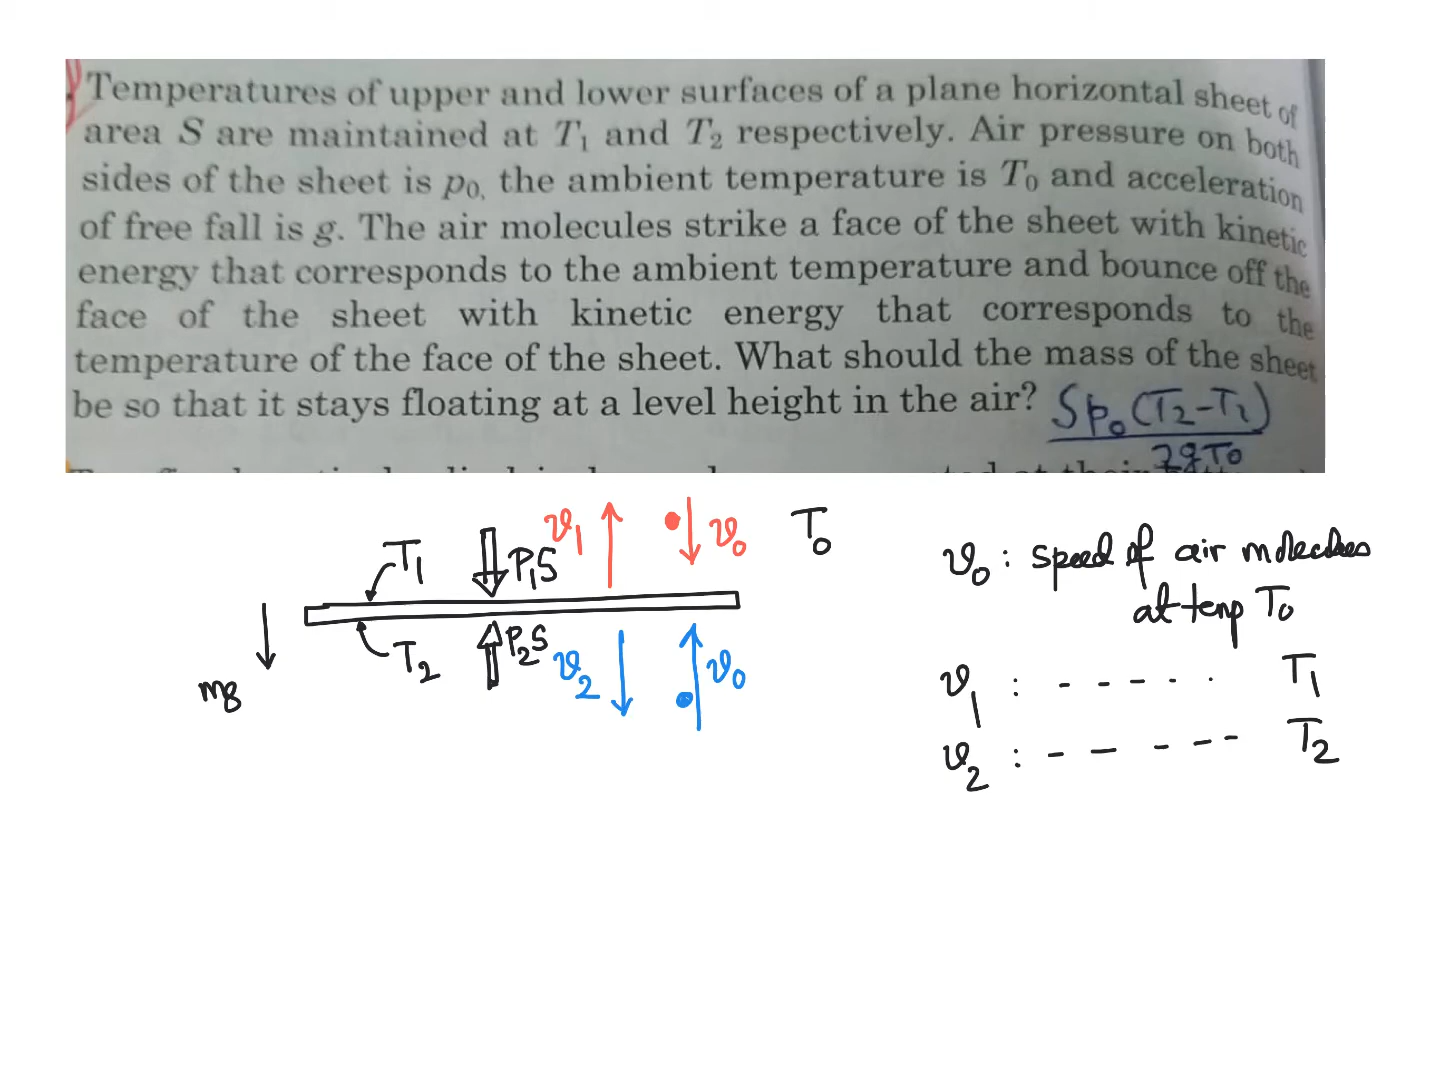 Temperatures of upper and lower surfaces of a plane horizontal sheet of
area S are maintained at T₁ and T₂ respectively. Air pressure on both
sides of the sheet is p₀, the ambient temperature is T₀ and acceleration
of free fall is g. The air molecules strike a face of the sheet with kinetic
energy that corresponds to the ambient temperature and bounce off the
face of the sheet with kinetic energy that corresponds to the
temperature of the face of the sheet. What should the mass of the sheet
be so that it stays floating at a level height in the air?
Sp₀(T₂-T₁)
2gT₀
T₁ P₁S v₁ v₀ T₀
mg T₂ P₂S v₂ v₀
v₀ : speed of air molecules
at temp T₀
v₁ : - - - - - T₁
v₂ : - - - - - T₂